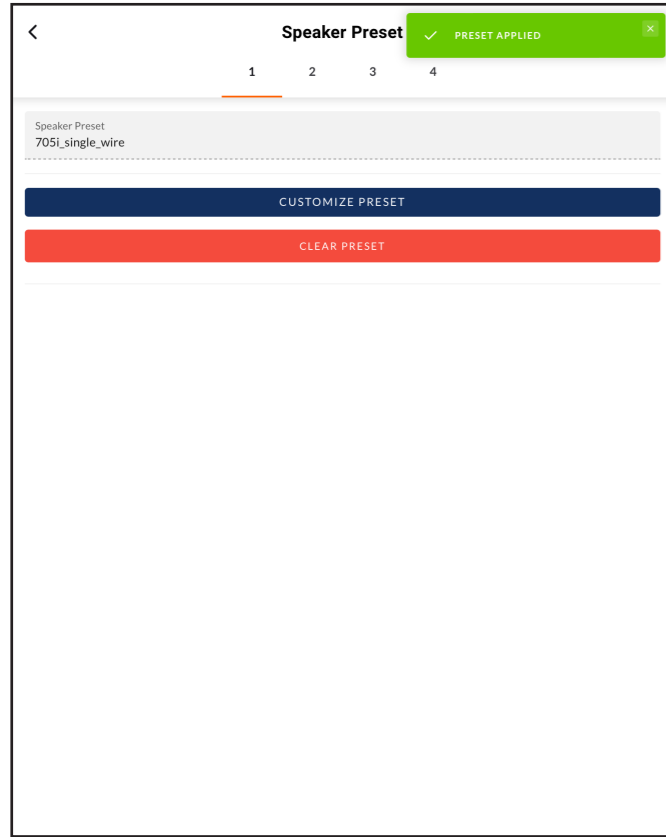 Speaker Preset
PRESET APPLIED
1 2 3 4
Speaker Preset
705i_single_wire
CUSTOMIZE PRESET
CLEAR PRESET